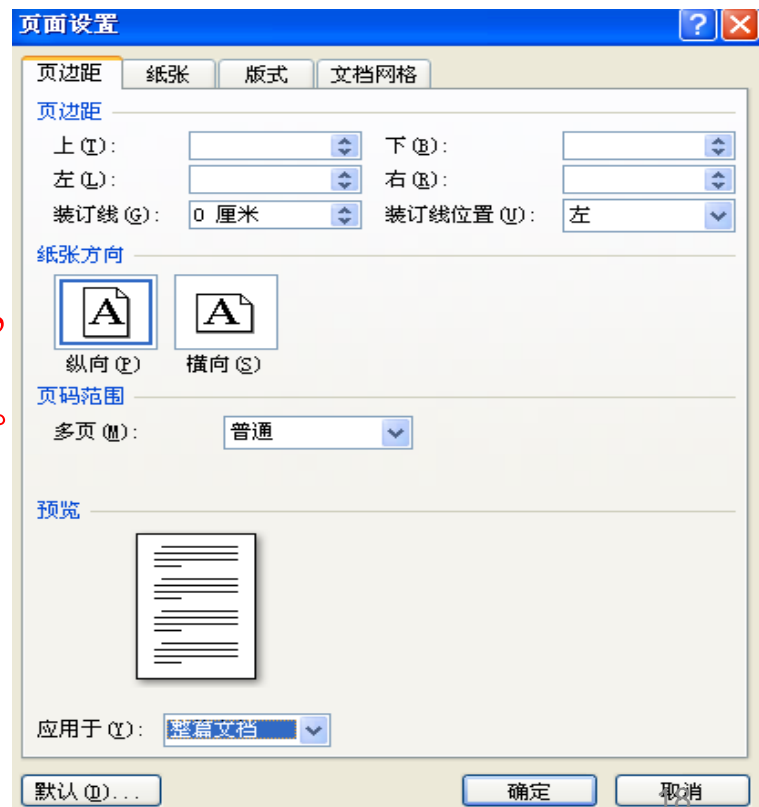 页面设置
页边距 纸张 版式 文档网格
页边距
上(T): 下(B):
左(L): 右(R):
装订线(G): 0 厘米 装订线位置(U): 左
纸张方向
A A
纵向(P) 横向(S)
，
页码范围
。
多页(M): 普通
预览
应用于(Y): 整篇文档
默认(D)... 确定 取消
18